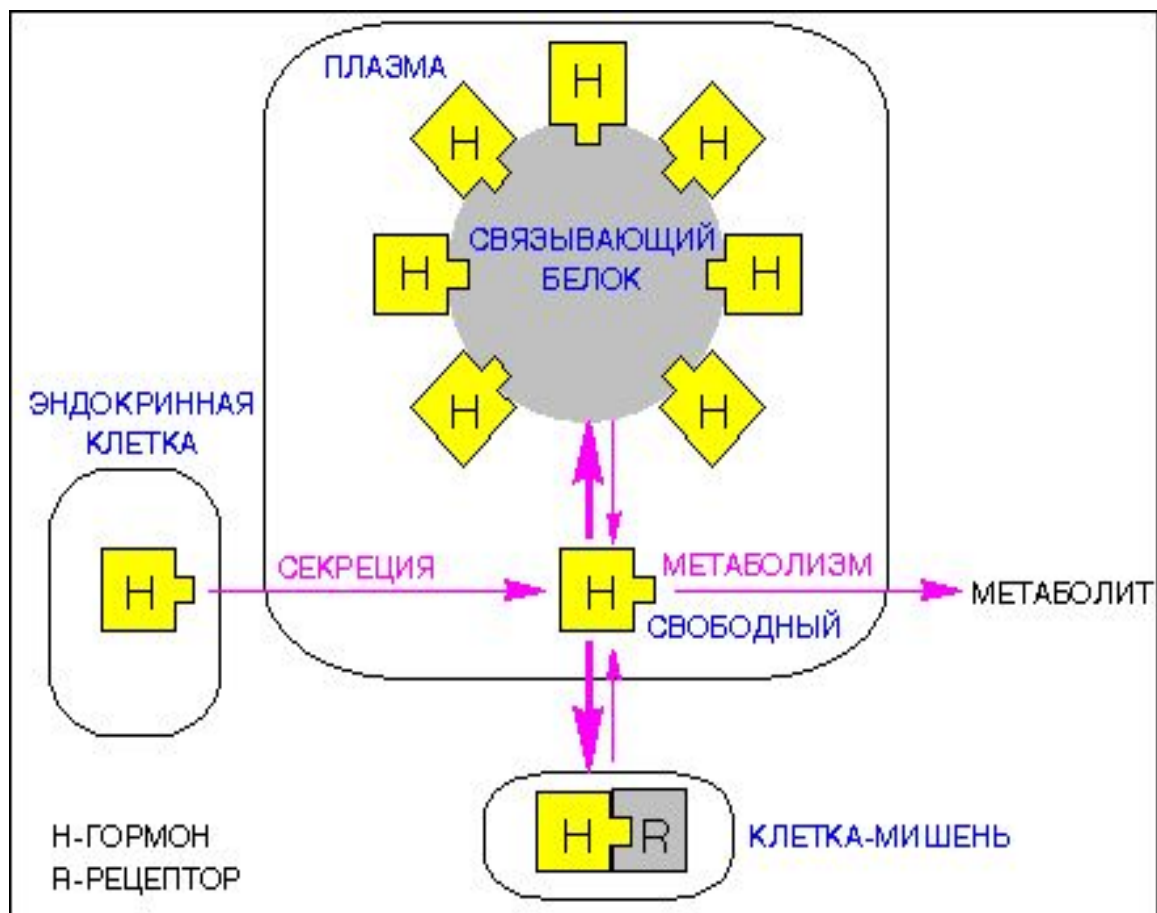 ПЛАЗМА
H
H
H
СВЯЗЫВАЮЩИЙ
БЕЛОК
H
H
H
H
ЭНДОКРИННАЯ
КЛЕТКА
H
СЕКРЕЦИЯ
H
МЕТАБОЛИЗМ
МЕТАБОЛИТ
СВОБОДНЫЙ
H
R
КЛЕТКА-МИШЕНЬ
H-ГОРМОН
R-РЕЦЕПТОР